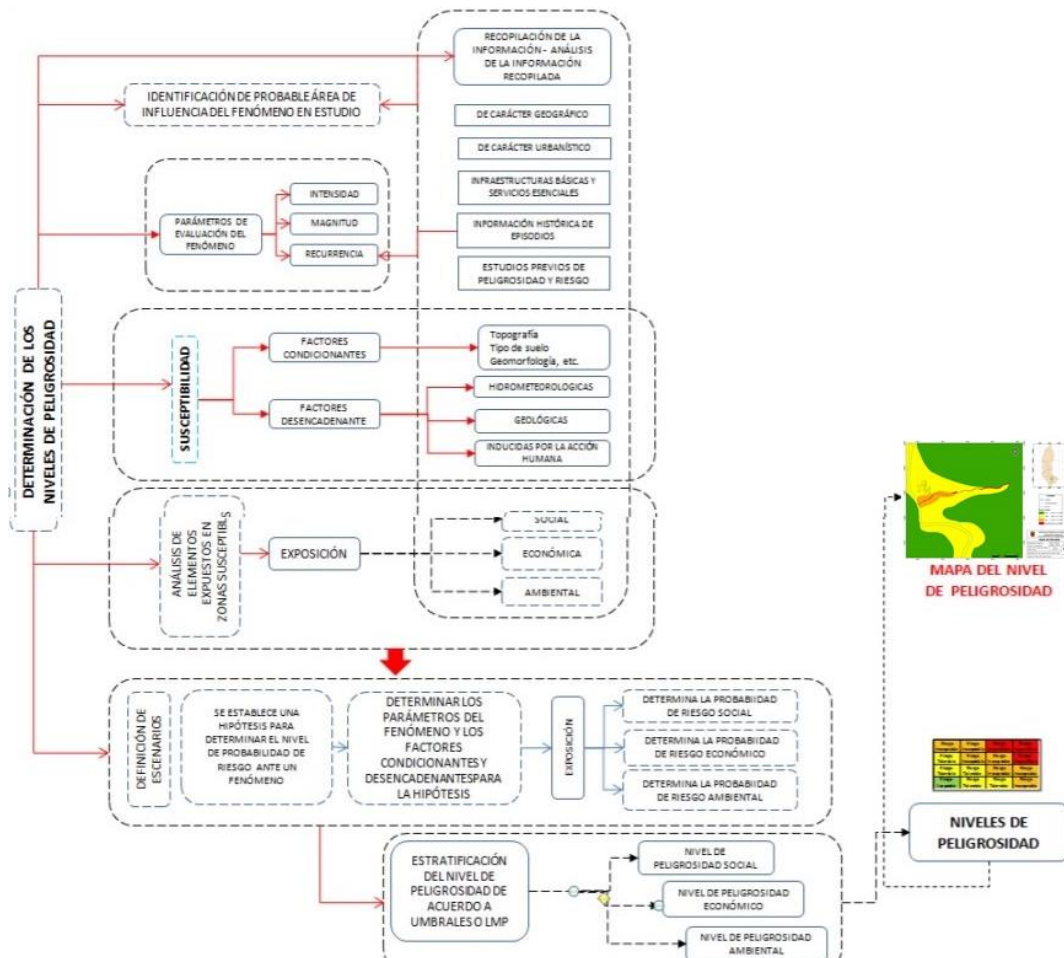 DETERMINACIÓN DE LOS
NIVELES DE PELIGROSIDAD
RECOPILACIÓN DE LA
INFORMACIÓN - ANÁLISIS
DE LA INFORMACIÓN
RECOPILADA
IDENTIFICACIÓN DE PROBABLE ÁREA DE
INFLUENCIA DEL FENÓMENO EN ESTUDIO
DE CARÁCTER GEOGRÁFICO
DE CARÁCTER URBANÍSTICO
INFRAESTRUCTURAS BÁSICAS Y
SERVICIOS ESENCIALES
INFORMACIÓN HISTÓRICA DE
EPISODIOS
ESTUDIOS PREVIOS DE
PELIGROSIDAD Y RIESGO
PARÁMETROS DE
EVALUACIÓN DEL
FENÓMENO
INTENSIDAD
MAGNITUD
RECURRENCIA
SUSCEPTIBILIDAD
FACTORES
CONDICIONANTES
Topografía
Tipo de suelo
Geomorfología, etc.
FACTORES
DESENCADENANTE
HIDROMETEOROLOGICAS
GEOLÓGICAS
INDUCIDAS POR LA ACCIÓN
HUMANA
ANÁLISIS DE
ELEMENTOS
EXPUESTOS EN
ZONAS SUSCEPTIBLS
EXPOSICIÓN
SOCIAL
ECONÓMICA
AMBIENTAL
MAPA DEL NIVEL
DE PELIGROSIDAD
DEFINICIÓN DE
ESCENARIOS
SE ESTABLECE UNA
HIPÓTESIS PARA
DETERMINAR EL NIVEL
DE PROBABILIDAD DE
RIESGO ANTE UN
FENÓMENO
DETERMINAR LOS
PARÁMETROS DEL
FENÓMENO Y LOS
FACTORES
CONDICIONANTES Y
DESENCADENANTESPARA
LA HIPÓTESIS
EXPOSICIÓN
DETERMINA LA PROBABIIDAD
DE RIESGO SOCIAL
DETERMINA LA PROBABIIDAD
DE RIESGO ECONÓMICO
DETERMINA LA PROBABIIDAD
DE RIESGO AMBIENTAL
ESTRATIFICACIÓN
DEL NIVEL DE
PELIGROSIDAD DE
ACUERDO A
UMBRALES O LMP
NIVEL DE
PELIGROSIDAD SOCIAL
NIVEL DE PELIGROSIDAD
ECONÓMICO
NIVEL DE PELIGROSIDAD
AMBIENTAL
NIVELES DE
PELIGROSIDAD